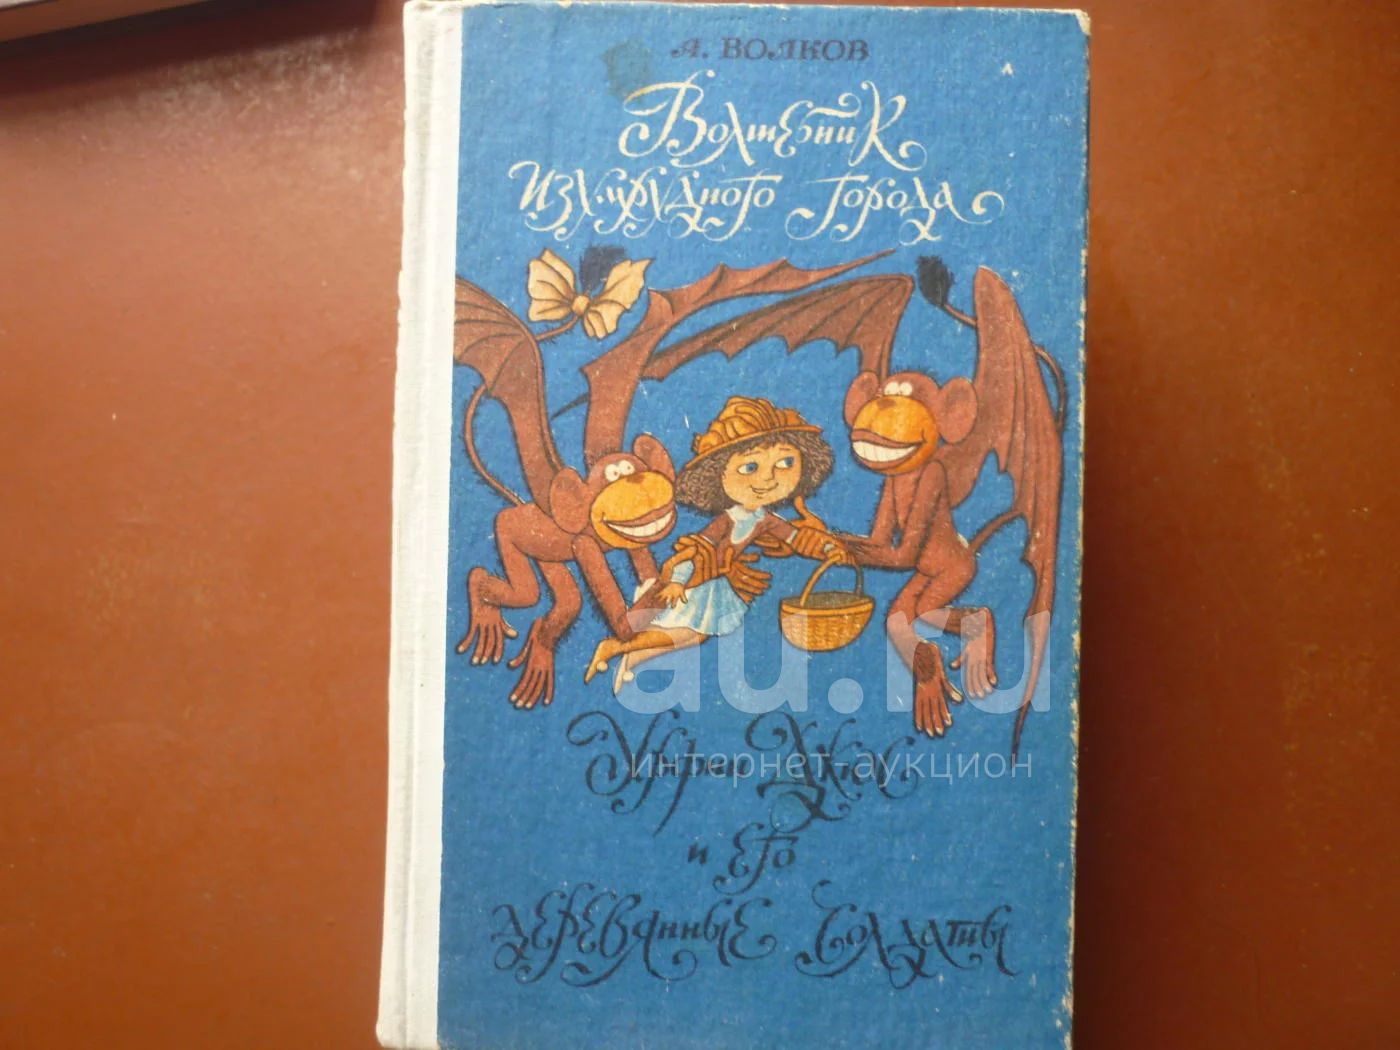 А. ВОЛКОВ
Волшебник
Изумрудного города
au.ru
Урфин Джюс
интернет-аукцион
и его
деревянные солдаты